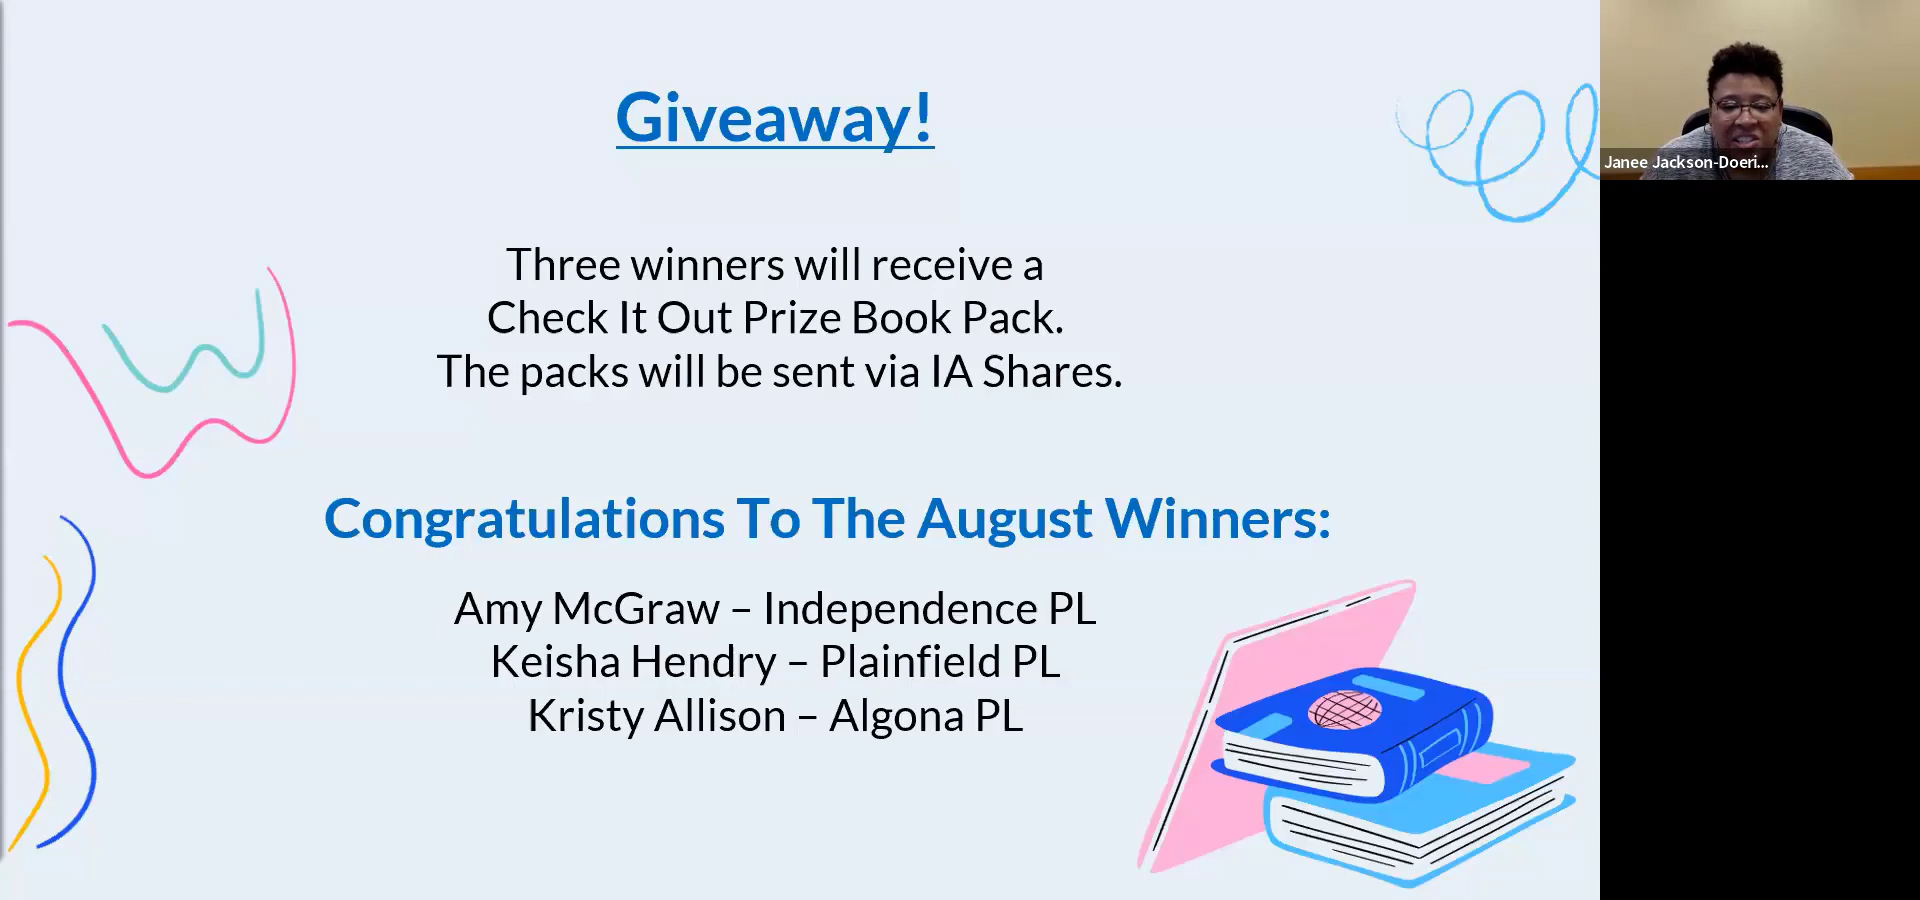 Giveaway!
Three winners will receive a
Check It Out Prize Book Pack.
The packs will be sent via IA Shares.
Congratulations To The August Winners:
Amy McGraw – Independence PL
Keisha Hendry – Plainfield PL
Kristy Allison – Algona PL
Janee Jackson-Doeri...